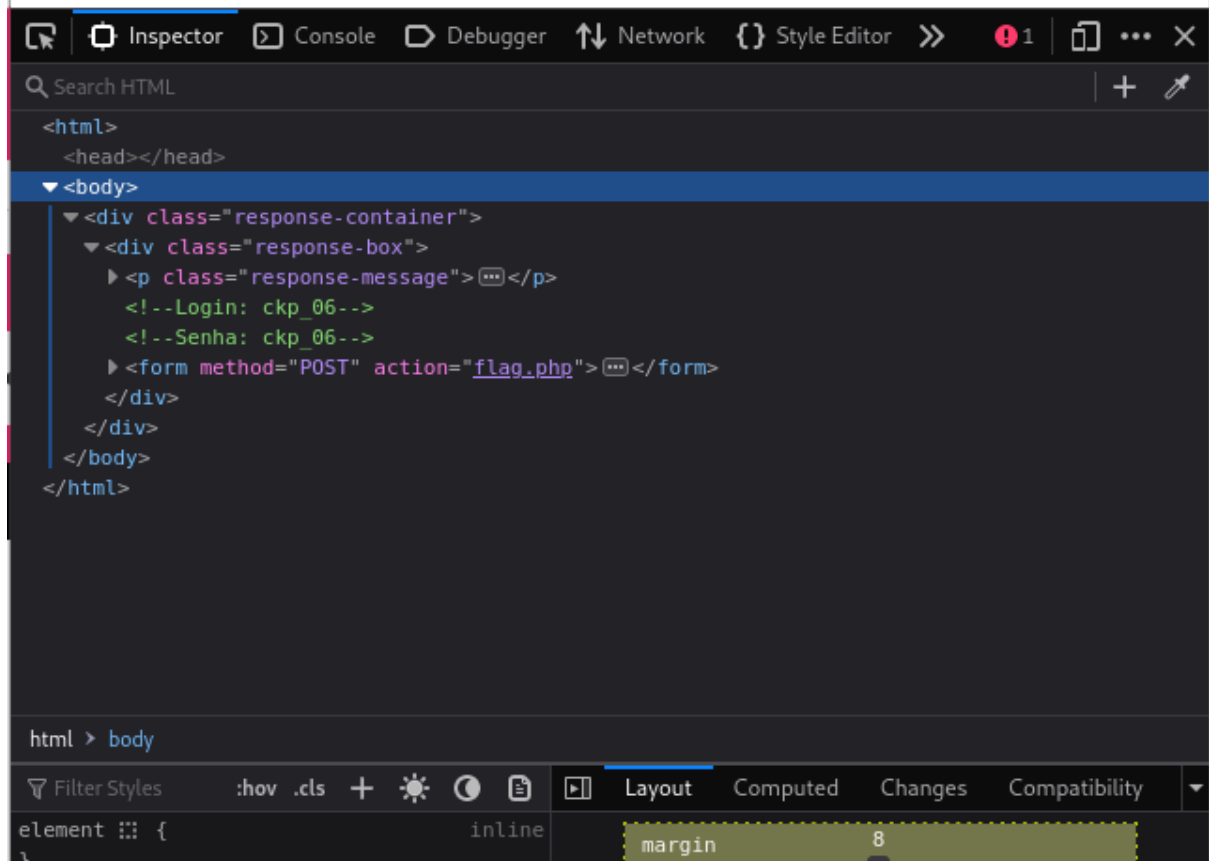 Inspector Console Debugger Network {} Style Editor 1
Search HTML
<html>
<head></head>
<body>
<div class="response-container">
<div class="response-box">
<p class="response-message">…</p>
<!--Login: ckp_06-->
<!--Senha: ckp_06-->
<form method="POST" action="flag.php">…</form>
</div>
</div>
</body>
</html>
html > body
Filter Styles :hov .cls + Layout Computed Changes Compatibility
element { inline
}
margin 8